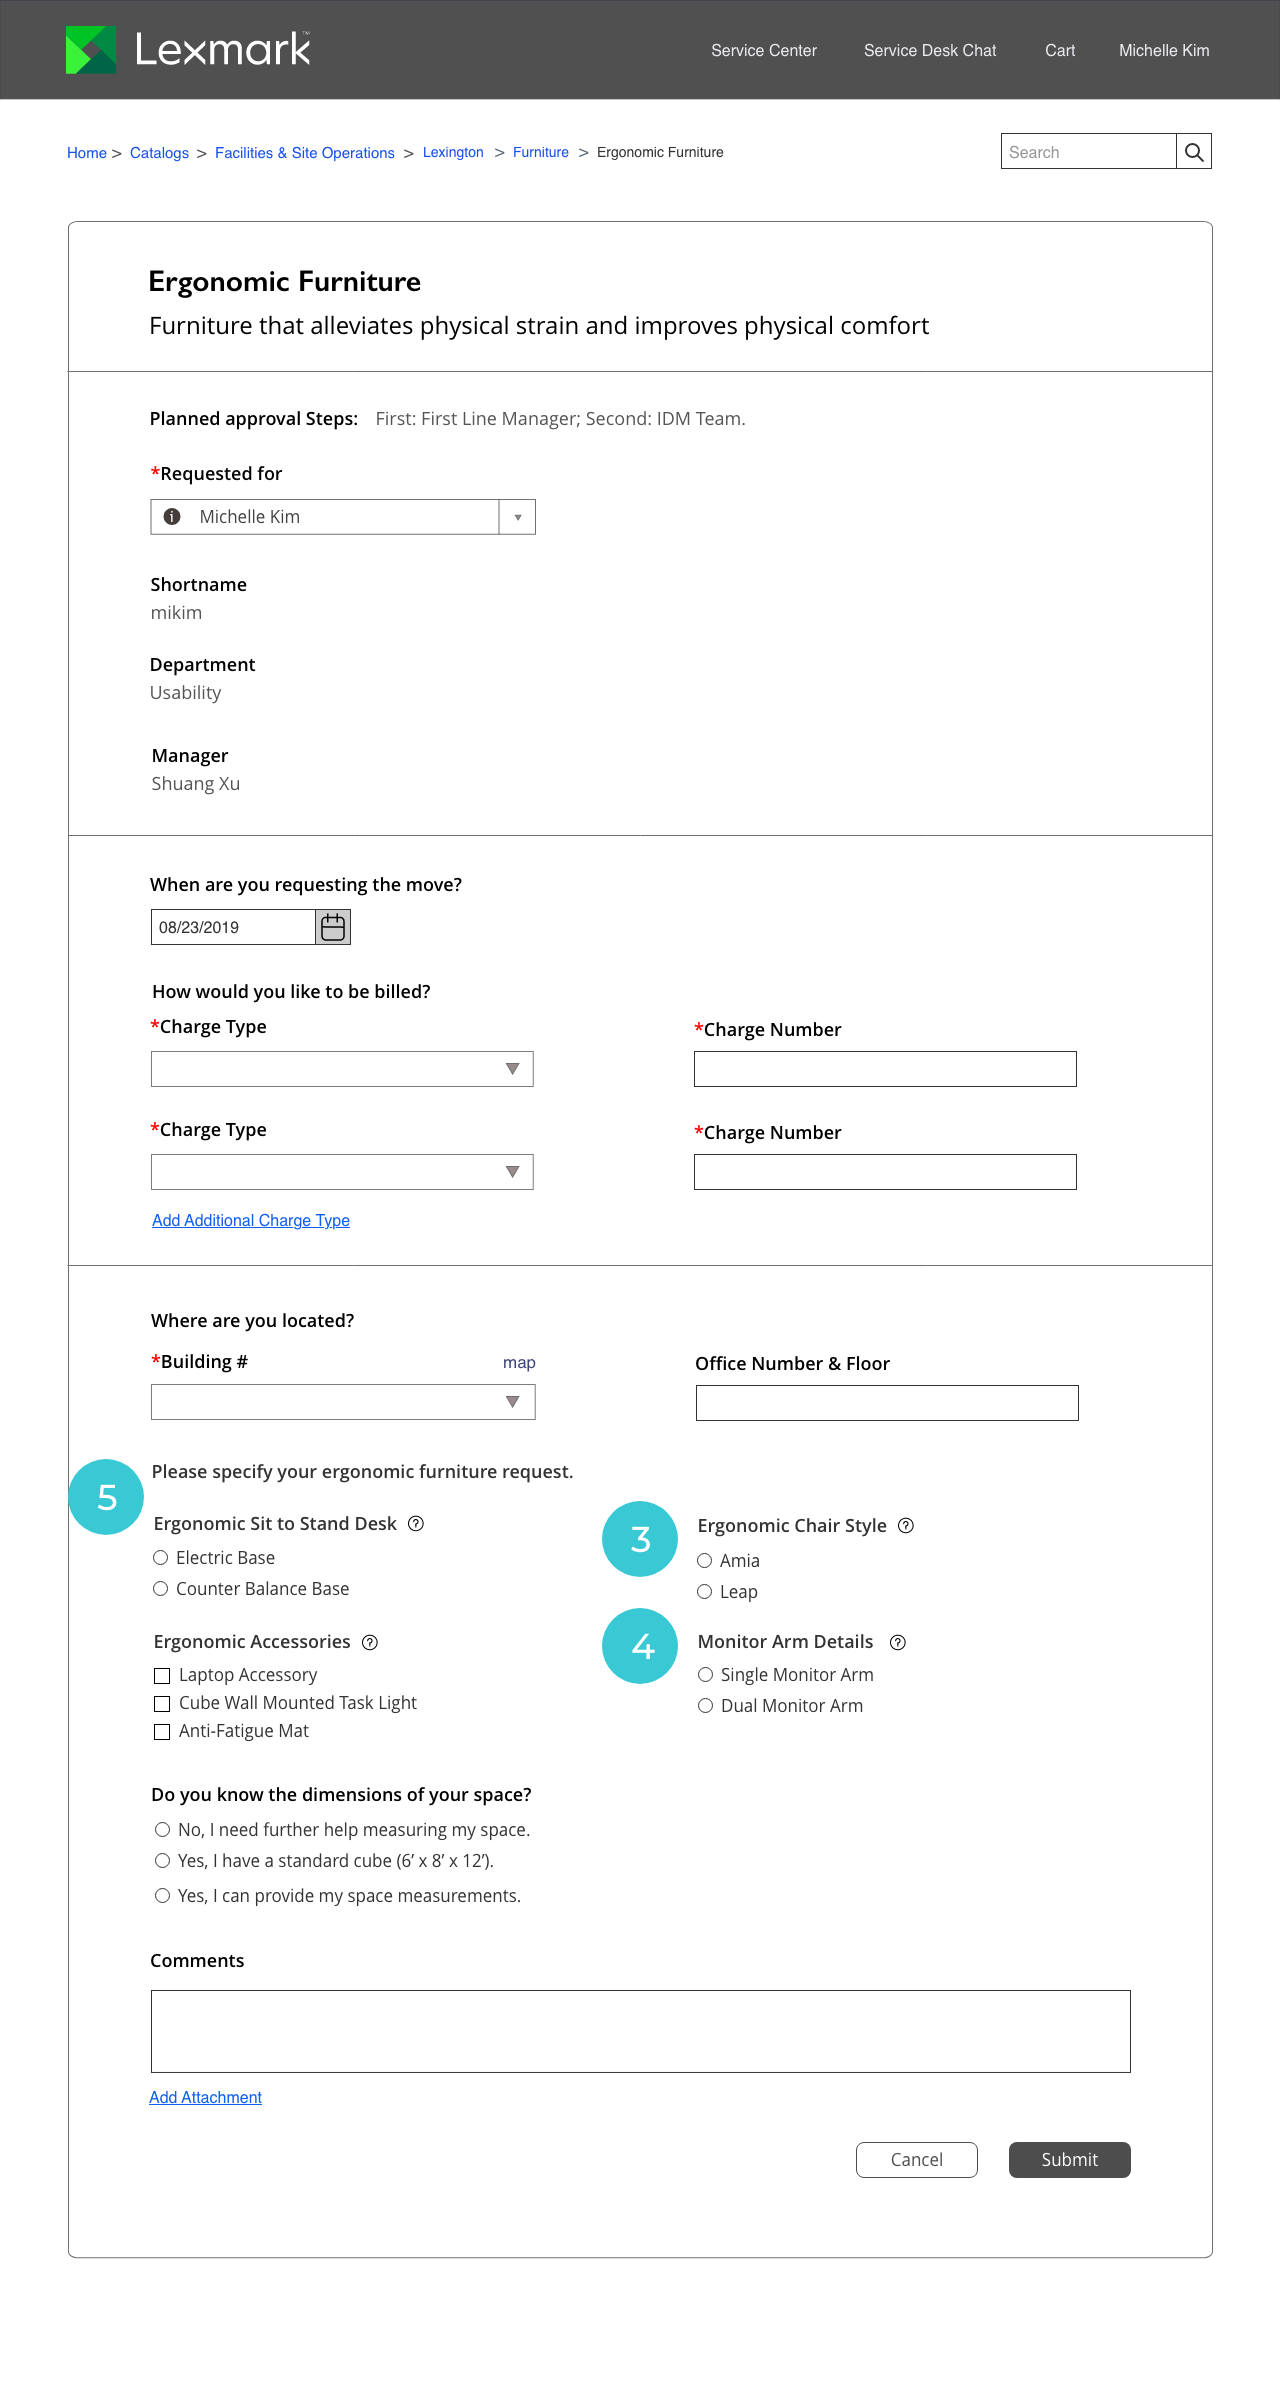 Lexmark™
Service Center Service Desk Chat Cart Michelle Kim
Home > Catalogs > Facilities & Site Operations > Lexington > Furniture > Ergonomic Furniture
Search
Ergonomic Furniture
Furniture that alleviates physical strain and improves physical comfort
Planned approval Steps: First: First Line Manager; Second: IDM Team.
*Requested for
Michelle Kim
Shortname
mikim
Department
Usability
Manager
Shuang Xu
When are you requesting the move?
08/23/2019
How would you like to be billed?
*Charge Type
*Charge Number
*Charge Type
*Charge Number
Add Additional Charge Type
Where are you located?
*Building # map
Office Number & Floor
5
Please specify your ergonomic furniture request.
Ergonomic Sit to Stand Desk
Electric Base
Counter Balance Base
3
Ergonomic Chair Style
Amia
Leap
Ergonomic Accessories
Laptop Accessory
Cube Wall Mounted Task Light
Anti-Fatigue Mat
4
Monitor Arm Details
Single Monitor Arm
Dual Monitor Arm
Do you know the dimensions of your space?
No, I need further help measuring my space.
Yes, I have a standard cube (6’ x 8’ x 12’).
Yes, I can provide my space measurements.
Comments
Add Attachment
Cancel Submit